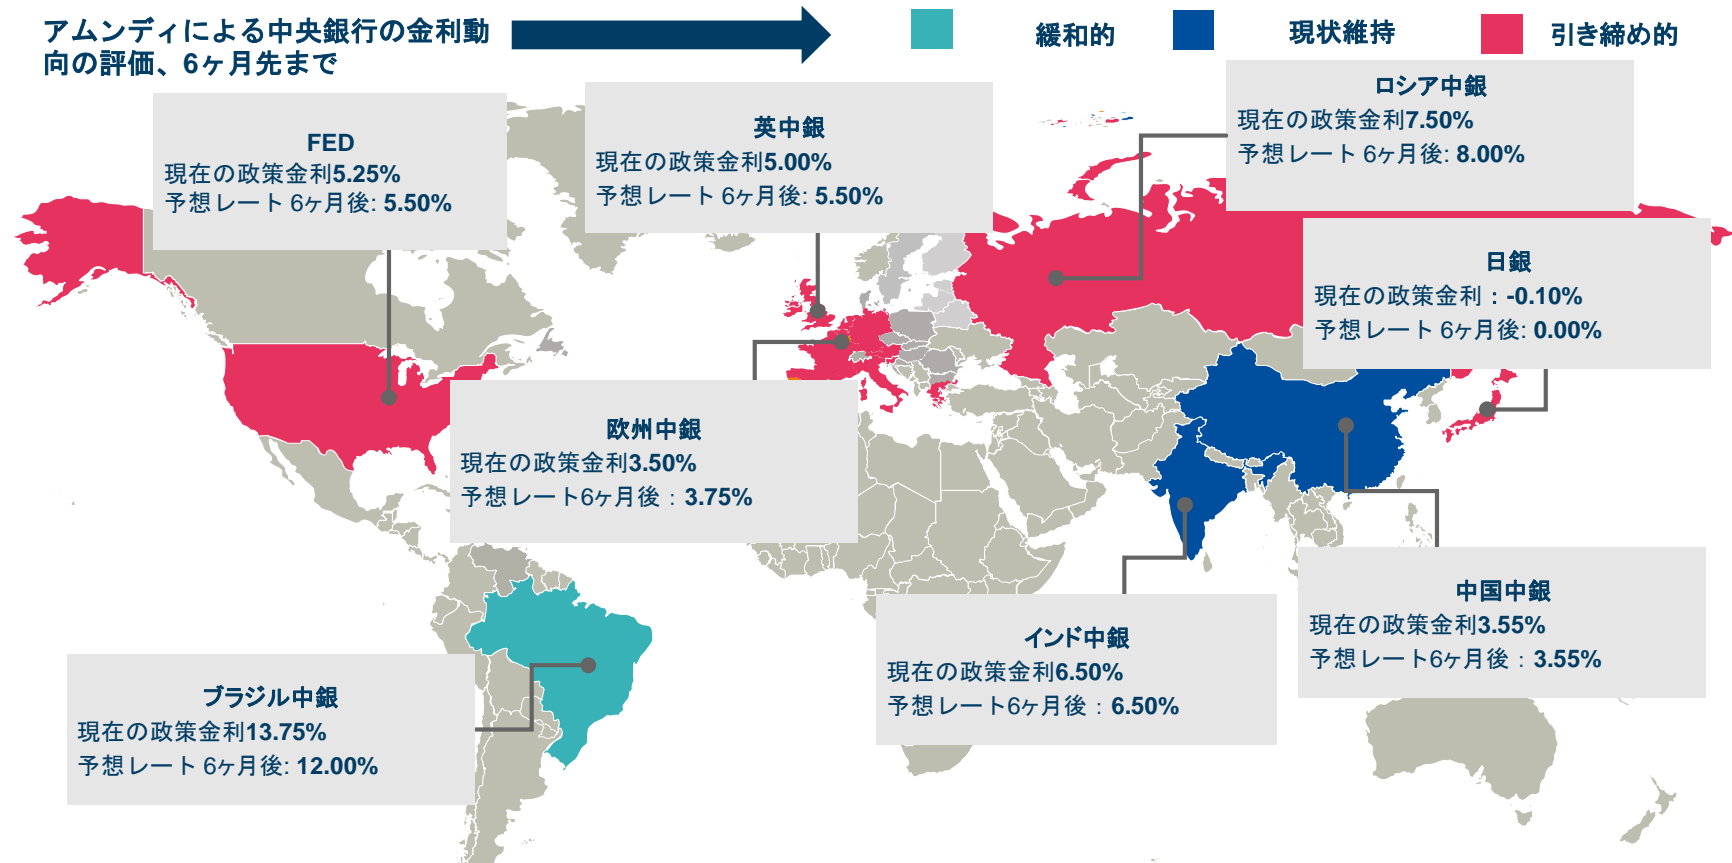 アムンディによる中央銀行の金利動
向の評価、6ヶ月先まで
緩和的
現状維持
引き締め的
FED
現在の政策金利5.25%
予想レート 6ヶ月後: 5.50%
英中銀
現在の政策金利5.00%
予想レート 6ヶ月後: 5.50%
ロシア中銀
現在の政策金利7.50%
予想レート 6ヶ月後: 8.00%
日銀
現在の政策金利：-0.10%
予想レート 6ヶ月後: 0.00%
欧州中銀
現在の政策金利3.50%
予想レート6ヶ月後：3.75%
ブラジル中銀
現在の政策金利13.75%
予想レート 6ヶ月後: 12.00%
インド中銀
現在の政策金利6.50%
予想レート6ヶ月後：6.50%
中国中銀
現在の政策金利3.55%
予想レート6ヶ月後：3.55%